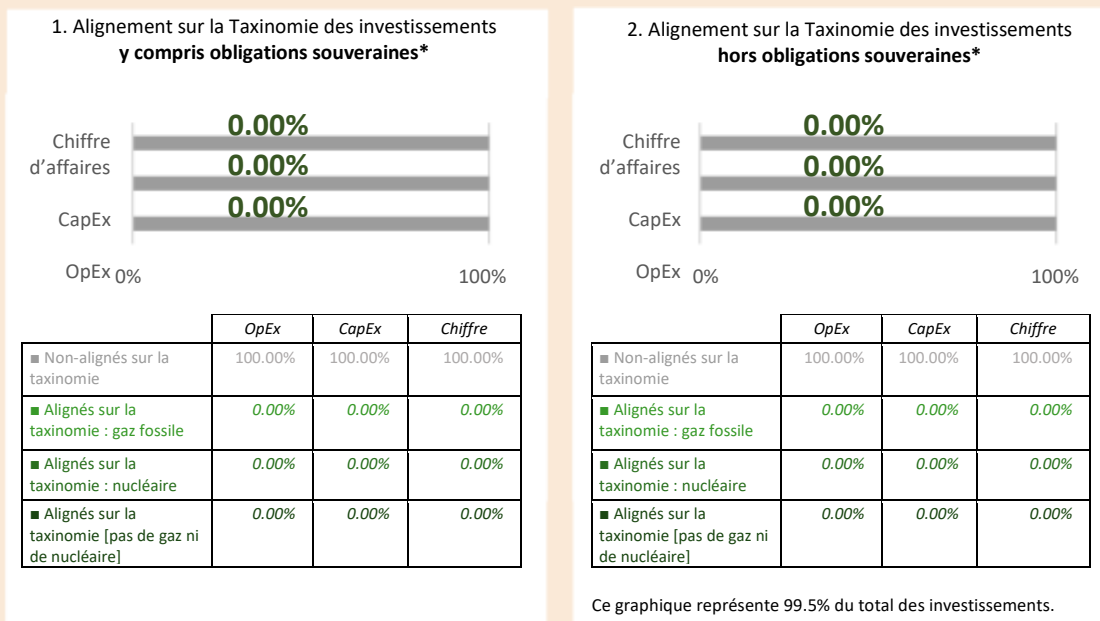 1. Alignement sur la Taxinomie des investissements
y compris obligations souveraines*
0.00%
Chiffre
d’affaires
0.00%
0.00%
CapEx
OpEx
0%
100%
OpEx CapEx Chiffre
■ Non-alignés sur la 100.00% 100.00% 100.00%
taxinomie
■ Alignés sur la 0.00% 0.00% 0.00%
taxinomie : gaz fossile
■ Alignés sur la 0.00% 0.00% 0.00%
taxinomie : nucléaire
■ Alignés sur la 0.00% 0.00% 0.00%
taxinomie [pas de gaz ni
de nucléaire]
2. Alignement sur la Taxinomie des investissements
hors obligations souveraines*
0.00%
Chiffre
d’affaires
0.00%
0.00%
CapEx
OpEx
0%
100%
OpEx CapEx Chiffre
■ Non-alignés sur la 100.00% 100.00% 100.00%
taxinomie
■ Alignés sur la 0.00% 0.00% 0.00%
taxinomie : gaz fossile
■ Alignés sur la 0.00% 0.00% 0.00%
taxinomie : nucléaire
■ Alignés sur la 0.00% 0.00% 0.00%
taxinomie [pas de gaz ni
de nucléaire]
Ce graphique représente 99.5% du total des investissements.